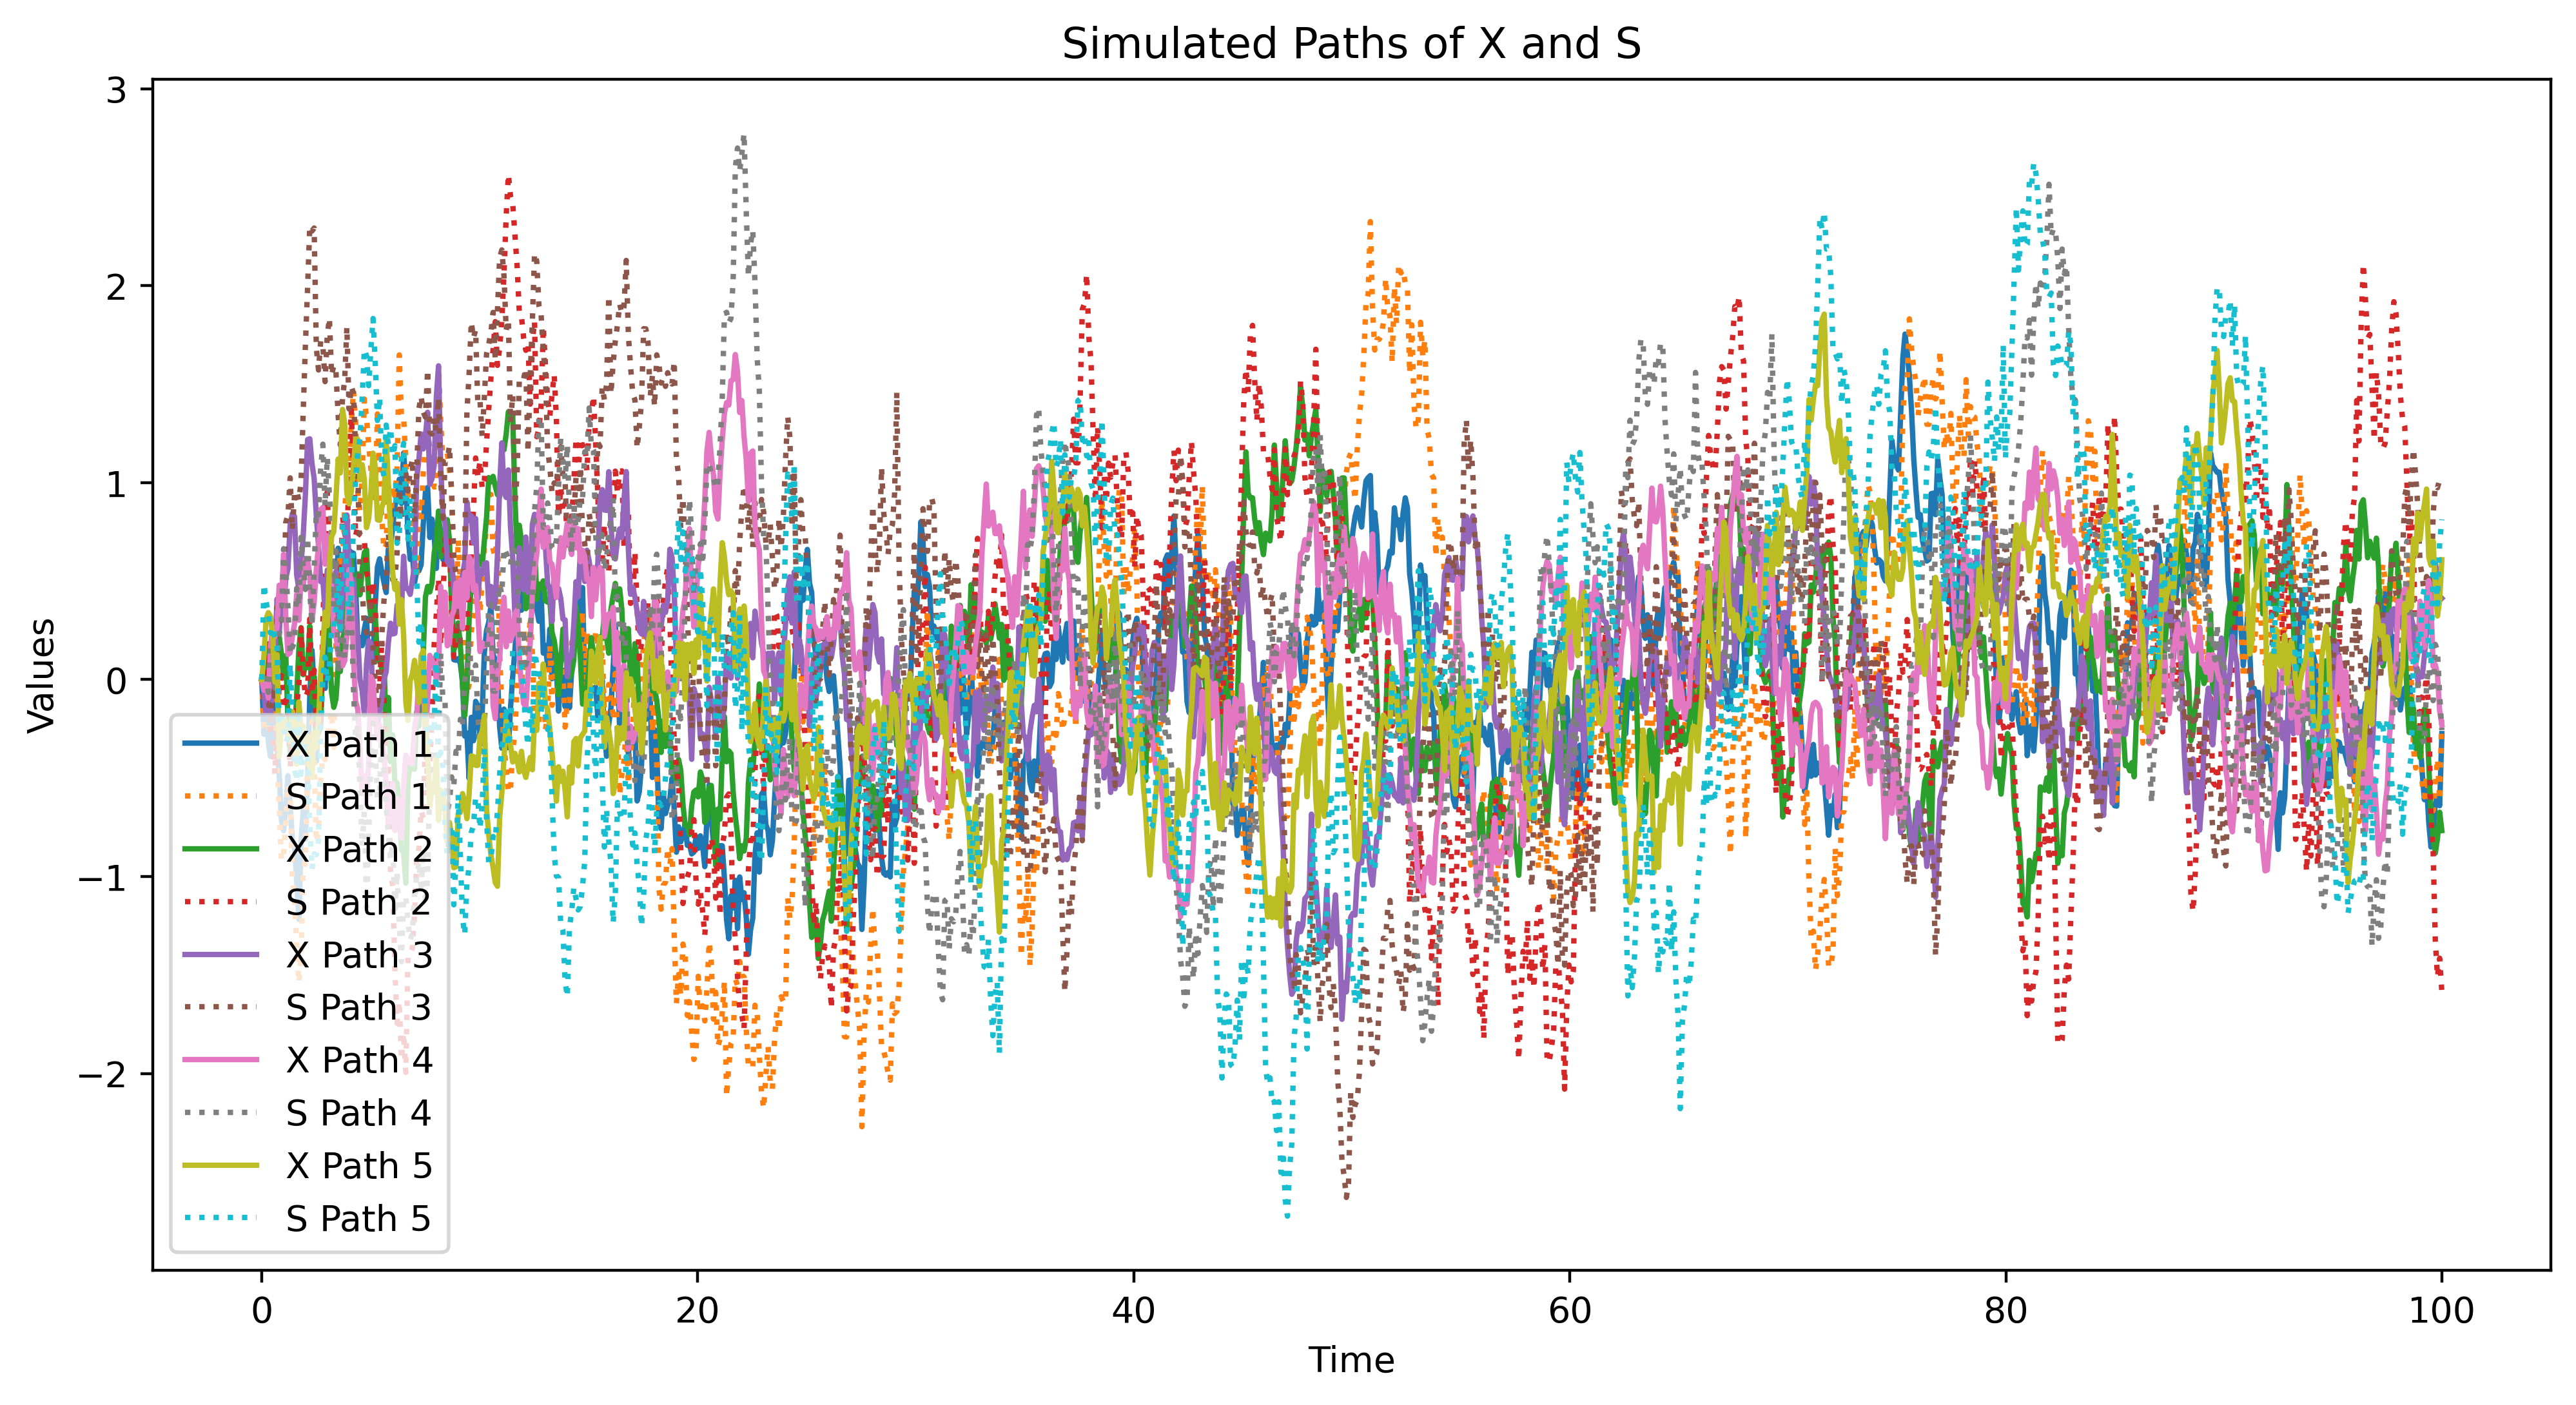 Simulated Paths of X and S
Values
3
2
1
0
−1
−2
X Path 1
S Path 1
X Path 2
S Path 2
X Path 3
S Path 3
X Path 4
S Path 4
X Path 5
S Path 5
0 20 40 60 80 100
Time